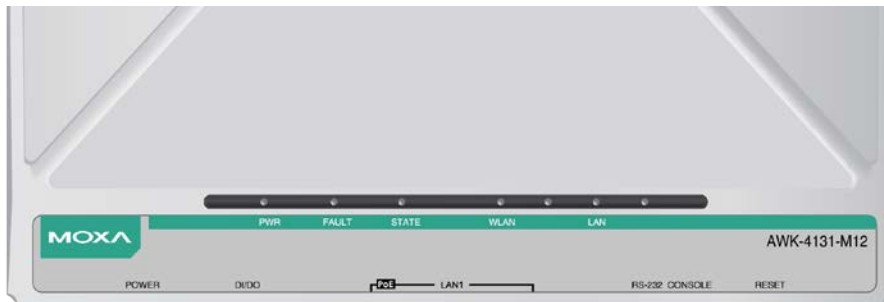 PWR FAULT STATE WLAN LAN
MOXA
AWK-4131-M12
POWER DI/DO PoE LAN1 RS-232 CONSOLE RESET